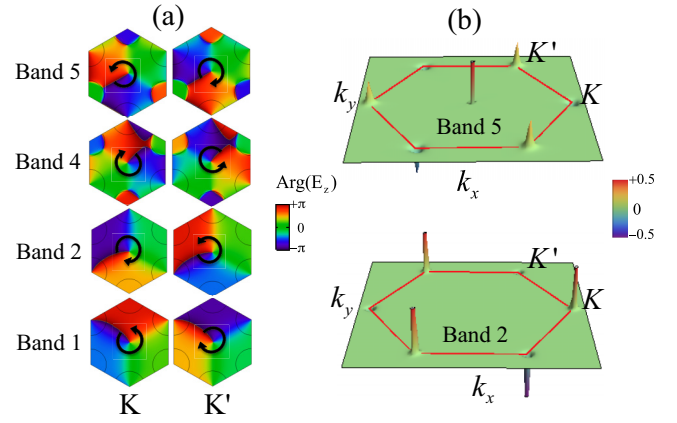 (a)
(b)
Band 5
Band 4
Band 2
Band 1
K
K'
Arg(E_z)
+π
0
−π
K'
K
k_y
Band 5
k_x
+0.5
0
−0.5
K'
K
k_y
Band 2
k_x